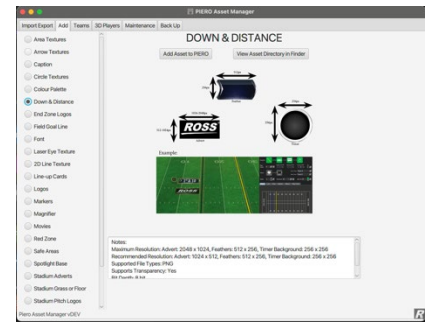 PIERO Asset Manager
Import Export Add Teams 3D Players Maintenance Back Up
DOWN & DISTANCE
Add Asset to PIERO View Asset Directory in Finder
Area Textures
Arrow Textures
Caption
Circle Textures
Colour Palette
Down & Distance
End Zone Logos
Field Goal Line
Font
Laser Eye Texture
2D Line Texture
Line-up Cards
Logos
Markers
Magnifier
Movies
Red Zone
Safe Areas
Spotlight Base
Stadium Adverts
Stadium Grass or Floor
Stadium Pitch Logos
ROSS
Example
Notes:
Maximum Resolution: Advert: 2048 x 1024, Feathers: 512 x 256, Timer Background: 256 x 256
Recommended Resolution: Advert: 1024 x 512, Feathers: 512 x 256, Timer Background: 256 x 256
Supported File Types: PNG
Supports Transparency: Yes
Piero Asset Manager vDEV